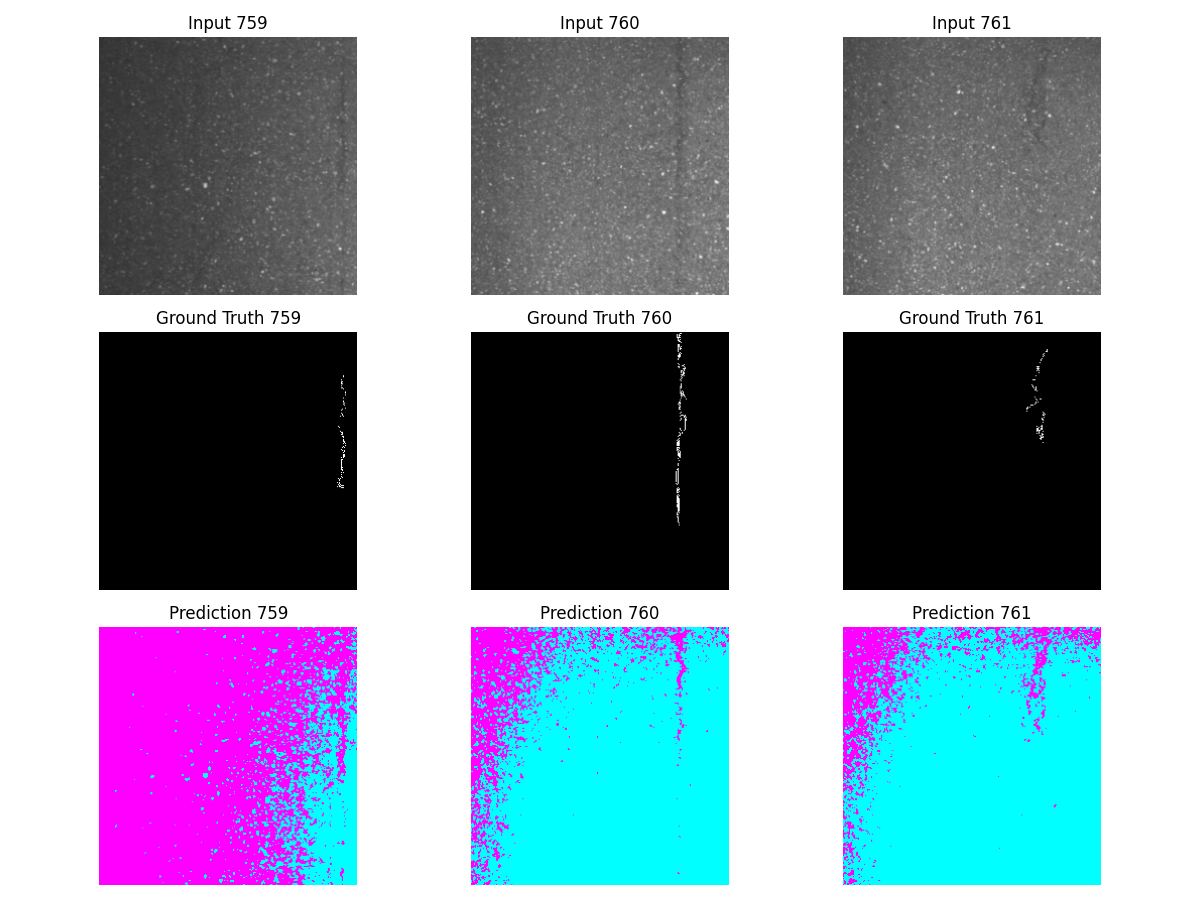 Input 759
Input 760
Input 761
Ground Truth 759
Ground Truth 760
Ground Truth 761
Prediction 759
Prediction 760
Prediction 761